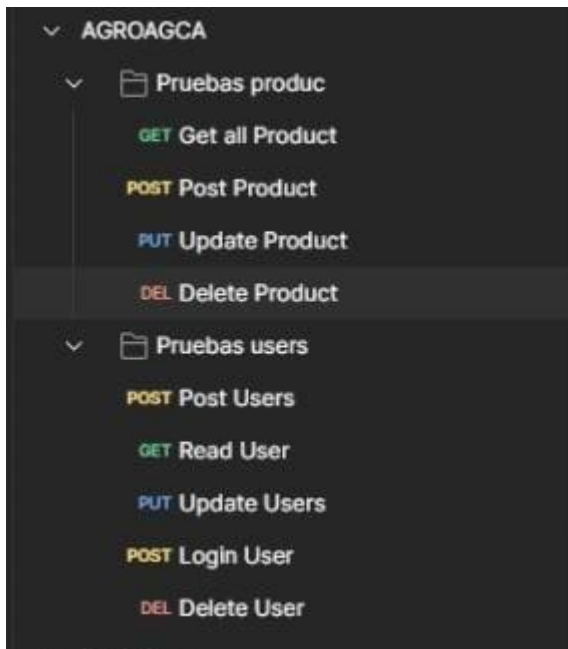 AGROAGCA
Pruebas produc
GET Get all Product
POST Post Product
PUT Update Product
DEL Delete Product
Pruebas users
POST Post Users
GET Read User
PUT Update Users
POST Login User
DEL Delete User